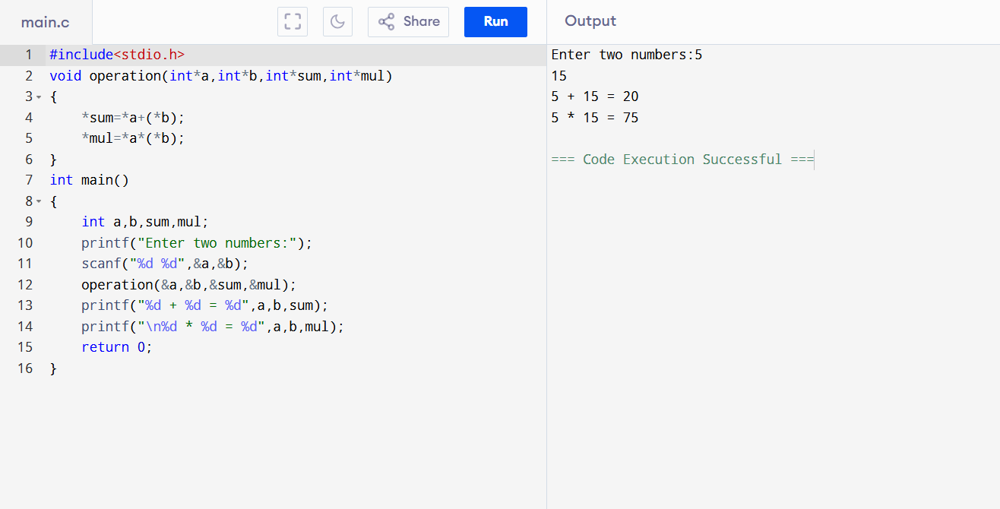 main.c
Share
Run
Output
1 #include<stdio.h>
2 void operation(int*a,int*b,int*sum,int*mul)
3 {
4     *sum=*a+(*b);
5     *mul=*a*(*b);
6 }
7 int main()
8 {
9     int a,b,sum,mul;
10     printf("Enter two numbers:");
11     scanf("%d %d",&a,&b);
12     operation(&a,&b,&sum,&mul);
13     printf("%d + %d = %d",a,b,sum);
14     printf("\n%d * %d = %d",a,b,mul);
15     return 0;
16 }
Enter two numbers:5
15
5 + 15 = 20
5 * 15 = 75
=== Code Execution Successful ===